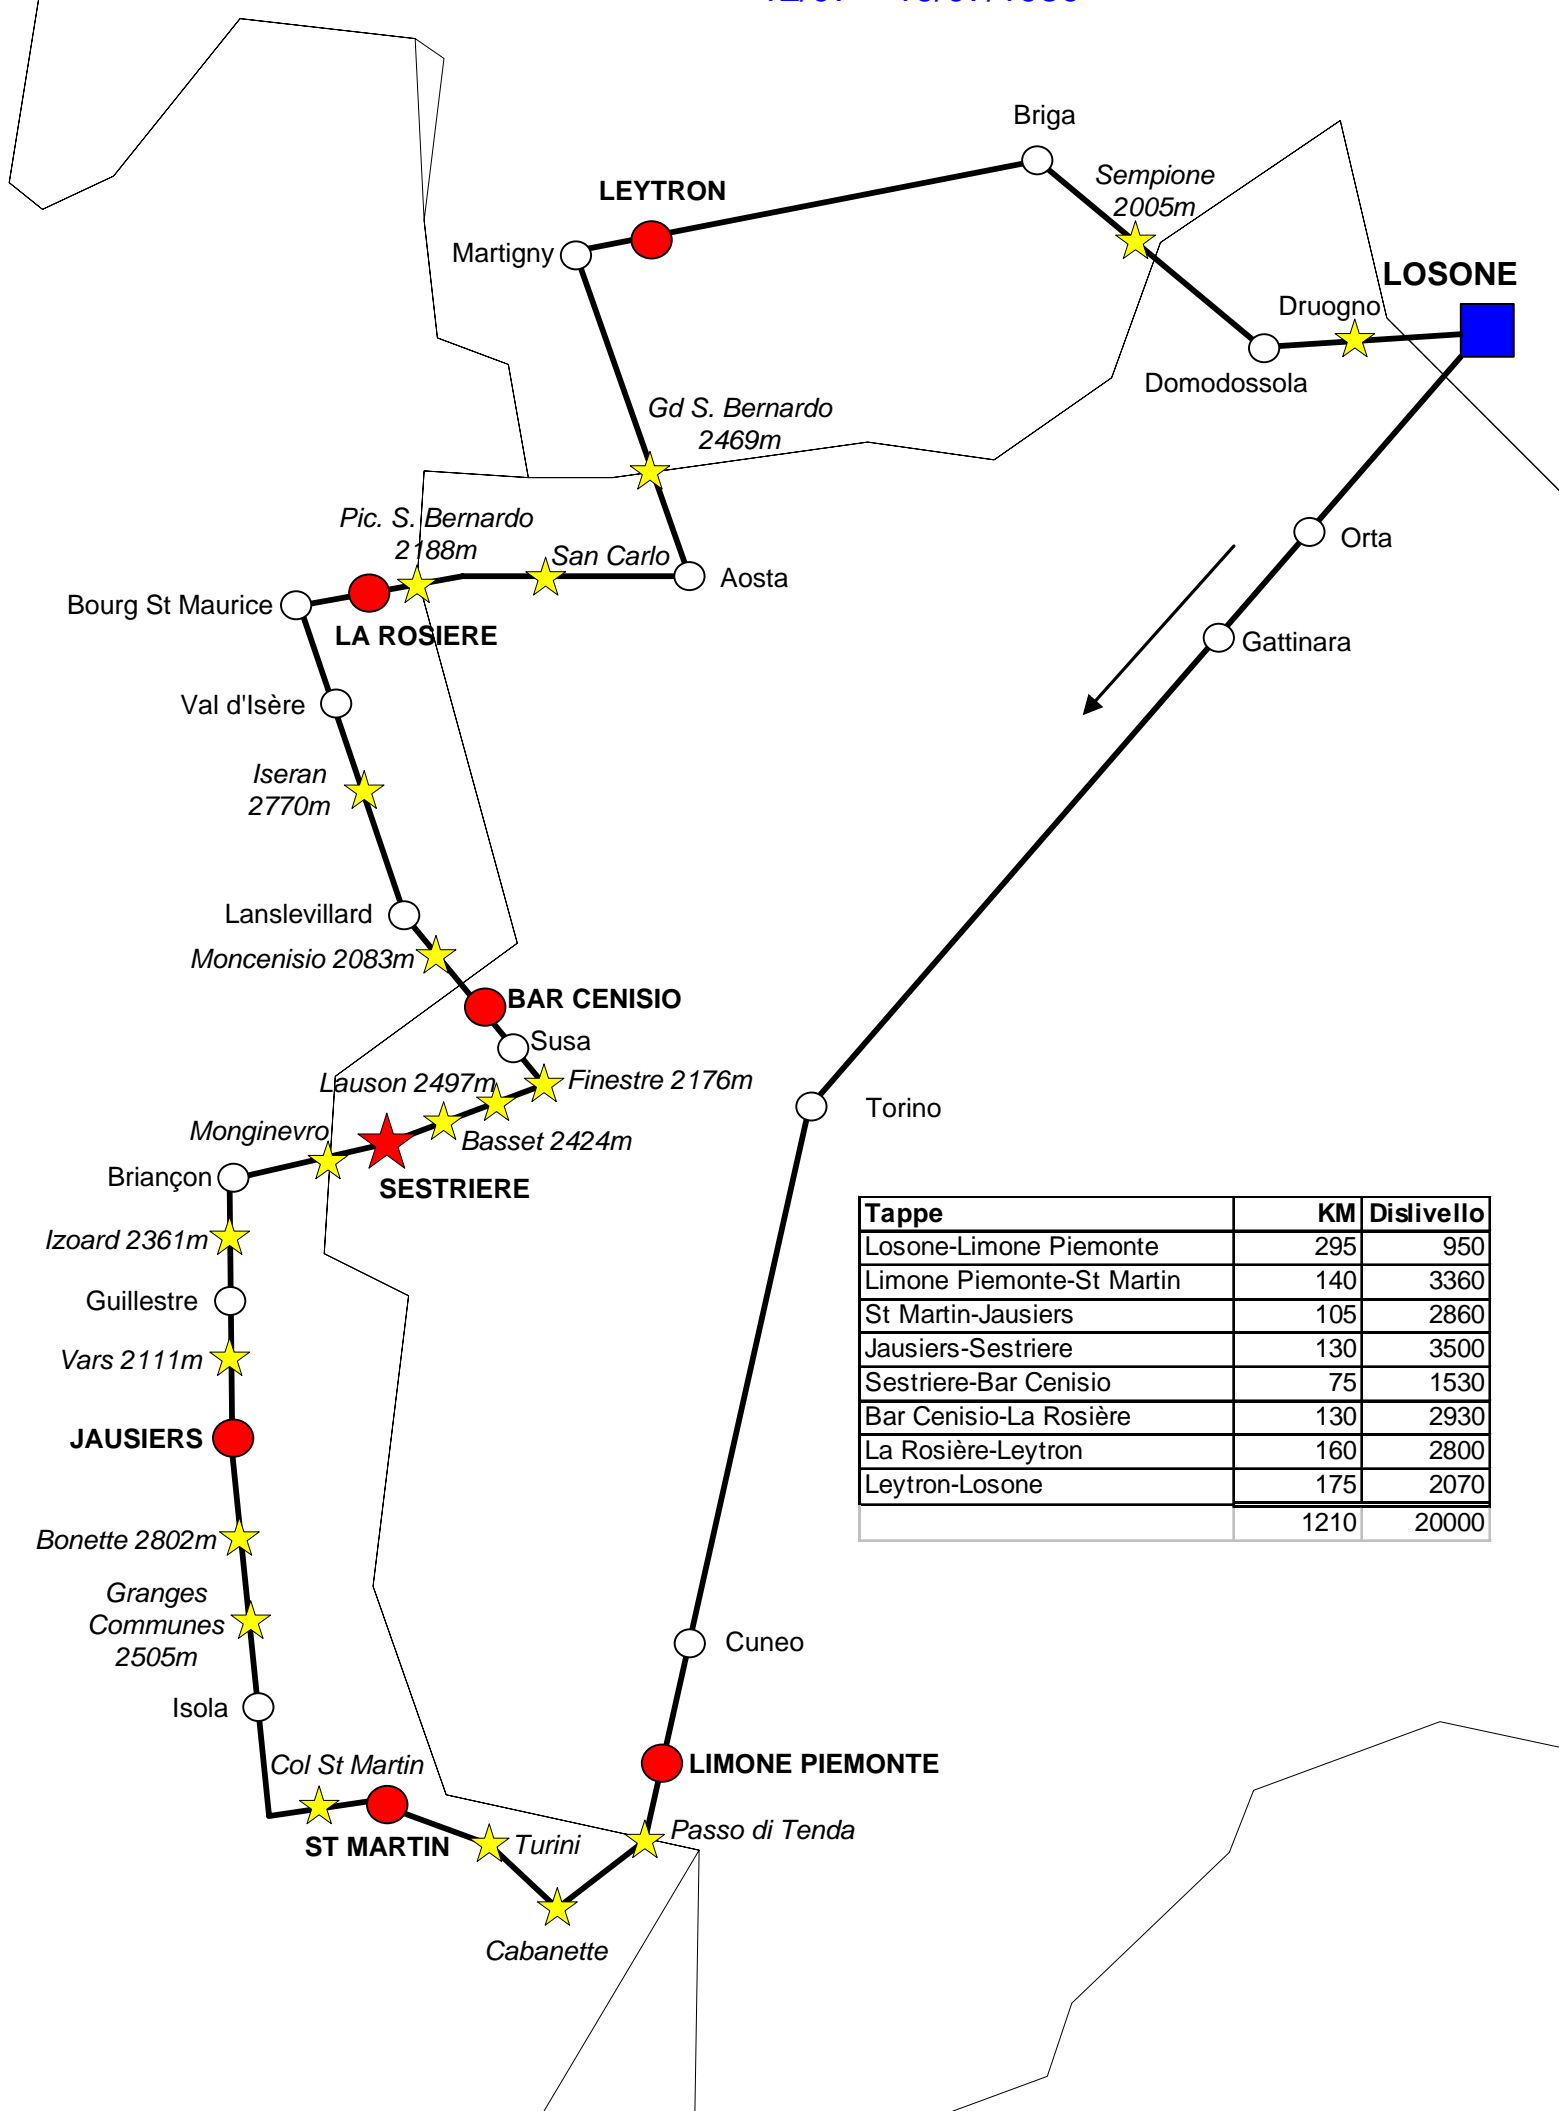 Briga
Sempione
2005m
LEYTRON
Martigny
LOSONE
Druogno
Domodossola
Gd S. Bernardo
2469m
Pic. S. Bernardo
2188m
San Carlo
Aosta
Orta
Bourg St Maurice
LA ROSIERE
Gattinara
Val d'Isère
Iseran
2770m
Lanslevillard
Moncenisio 2083m
BAR CENISIO
Susa
Lauson 2497m
Finestre 2176m
Torino
Monginevro
Basset 2424m
Briançon
SESTRIERE
Izoard 2361m
Guillestre
Vars 2111m
JAUSIERS
Tappe KM Dislivello
Losone-Limone Piemonte 295 950
Limone Piemonte-St Martin 140 3360
St Martin-Jausiers 105 2860
Jausiers-Sestriere 130 3500
Sestriere-Bar Cenisio 75 1530
Bar Cenisio-La Rosière 130 2930
La Rosière-Leytron 160 2800
Leytron-Losone 175 2070
1210 20000
Bonette 2802m
Granges
Communes
2505m
Cuneo
Isola
Col St Martin
LIMONE PIEMONTE
ST MARTIN
Turini
Passo di Tenda
Cabanette